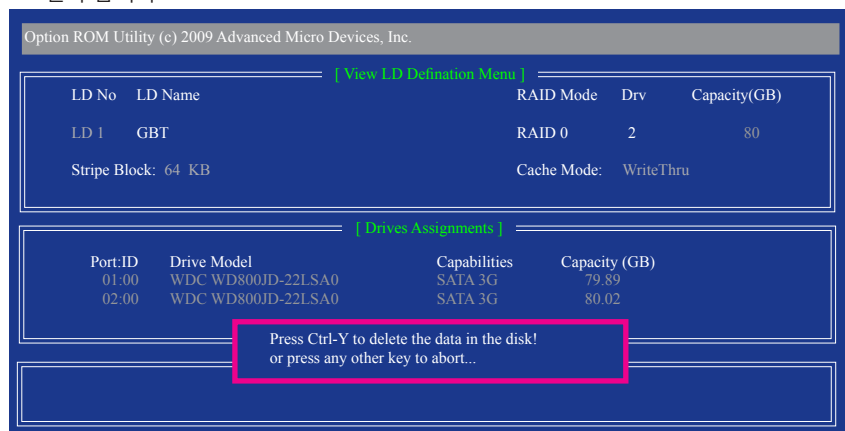 Option ROM Utility (c) 2009 Advanced Micro Devices, Inc.
[ View LD Defination Menu ]
LD No LD Name RAID Mode Drv Capacity(GB)
LD 1 GBT RAID 0 2 80
Stripe Block: 64 KB Cache Mode: WriteThru
[ Drives Assignments ]
Port:ID Drive Model Capabilities Capacity (GB)
01:00 WDC WD800JD-22LSA0 SATA 3G 79.89
02:00 WDC WD800JD-22LSA0 SATA 3G 80.02
Press Ctrl-Y to delete the data in the disk!
or press any other key to abort...